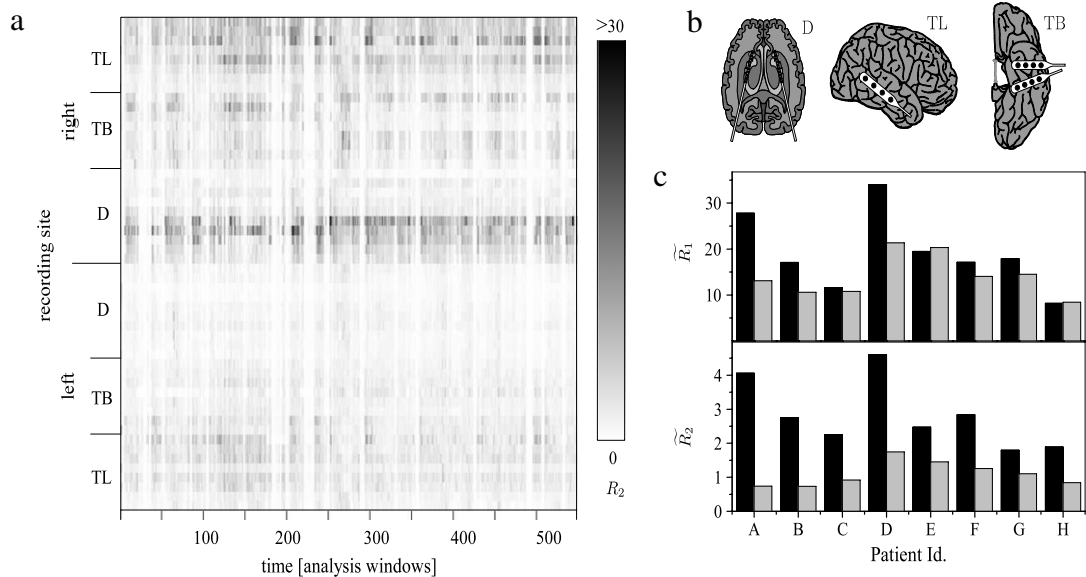 a
>30
TL
TB
D
D
TB
TL
right
left
recording site
0
R2
100 200 300 400 500
time [analysis windows]
b
D
TL
TB
c
30
20
10
R̃1
4
3
2
1
0
R̃2
A B C D E F G H
Patient Id.